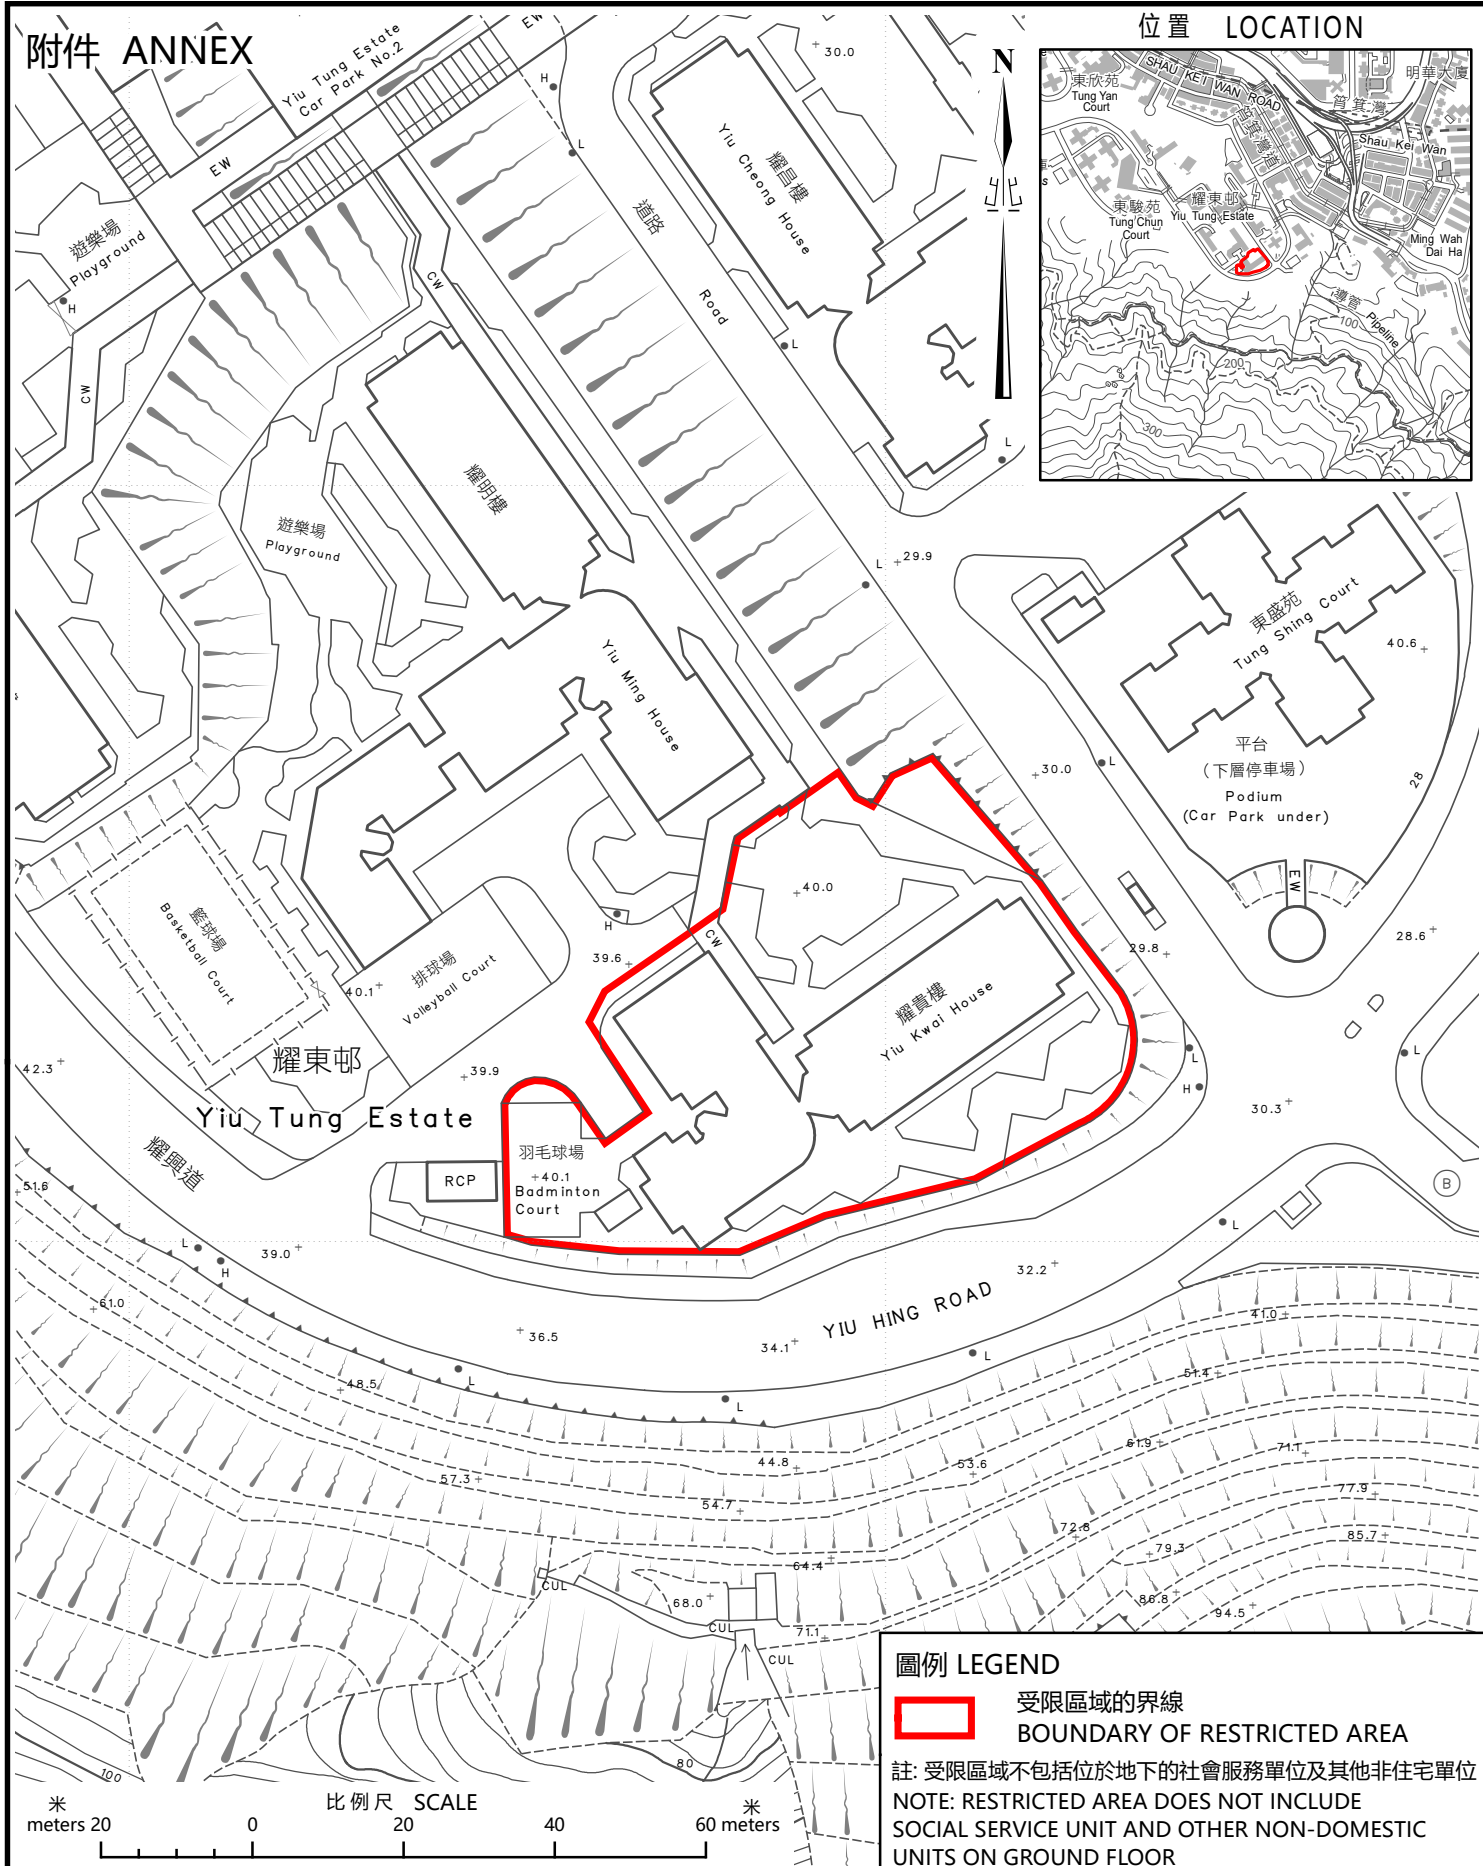 附件 ANNEX
位置 LOCATION
Yiu Tung Estate
Car Park No.2
EW
EW
H
L
30.0
N
耀昌樓
Yiu Cheong House
道路
Road
遊樂場
Playground
H
CW
CW
L
L
東欣苑
Tung Yan
Court
SHAU KEI WAN ROAD
筲箕灣道
筲箕灣
Shau Kei Wan
明華大廈
Ming Wah
Dai Ha
東駿苑
Tung Chun
Court
耀東邨
Yiu Tung Estate
導管
Pipeline
100
200
300
耀明樓
Yiu Ming House
遊樂場
Playground
L
29.9
東盛苑
Tung Shing Court
40.6
平台
(下層停車場)
Podium
(Car Park under)
28
EW
30.0
L
40.0
籃球場
Basketball Court
40.1
排球場
Volleyball Court
H
39.6
CW
耀貴樓
Yiu Kwai House
29.8
28.6
42.3
耀東邨
Yiu Tung Estate
39.9
L
H
L
30.3
耀興道
51.6
RCP
羽毛球場
40.1
Badminton
Court
B
L
L
H
39.0
61.0
36.5
34.1
YIU HING ROAD
32.2
41.0
48.5
L
L
L
51.4
57.3
44.8
54.7
53.6
61.9
71.1
77.9
72.8
85.7
79.3
64.4
86.8
94.5
CUL
68.0
CUL
71.1
CUL
80
100
圖例 LEGEND
受限區域的界線
BOUNDARY OF RESTRICTED AREA
註: 受限區域不包括位於地下的社會服務單位及其他非住宅單位
NOTE: RESTRICTED AREA DOES NOT INCLUDE
SOCIAL SERVICE UNIT AND OTHER NON-DOMESTIC
UNITS ON GROUND FLOOR
米 比例尺 SCALE 米
meters 20 0 20 40 60 meters